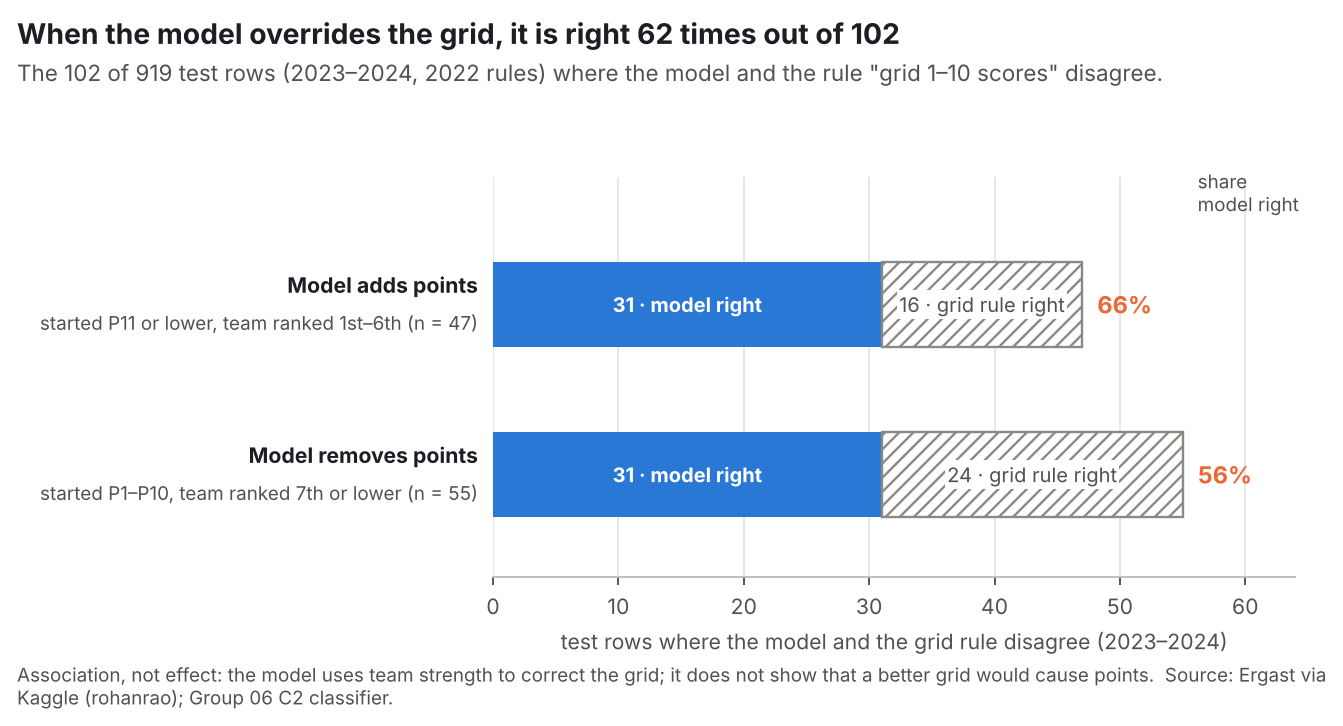 When the model overrides the grid, it is right 62 times out of 102
The 102 of 919 test rows (2023–2024, 2022 rules) where the model and the rule "grid 1–10 scores" disagree.
share
model right
Model adds points
started P11 or lower, team ranked 1st–6th (n = 47)
31 · model right
16 · grid rule right
66%
Model removes points
started P1–P10, team ranked 7th or lower (n = 55)
31 · model right
24 · grid rule right
56%
0 10 20 30 40 50 60
test rows where the model and the grid rule disagree (2023–2024)
Association, not effect: the model uses team strength to correct the grid; it does not show that a better grid would cause points.  Source: Ergast via
Kaggle (rohanrao); Group 06 C2 classifier.